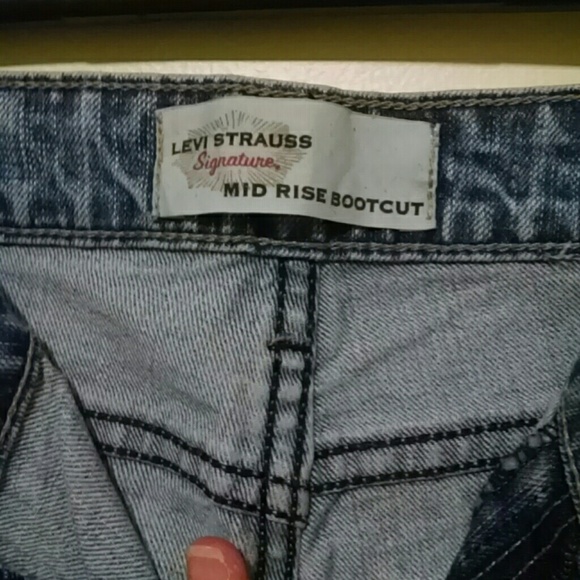 LEVI STRAUSS
Signature
MID RISE BOOTCUT